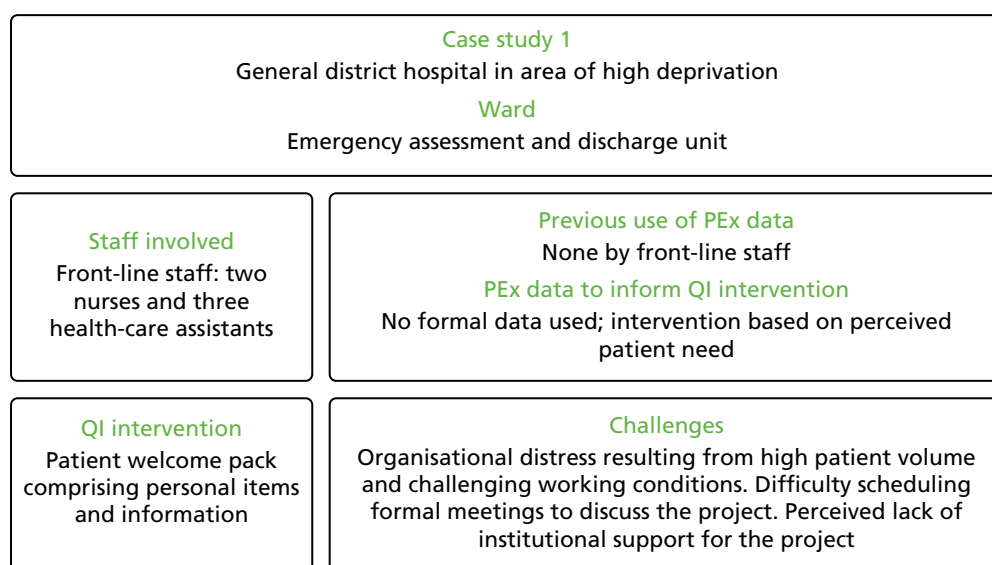 Case study 1
General district hospital in area of high deprivation
Ward
Emergency assessment and discharge unit
Staff involved
Front-line staff: two
nurses and three
health-care assistants
Previous use of PEx data
None by front-line staff
PEx data to inform QI intervention
No formal data used; intervention based on perceived
patient need
QI intervention
Patient welcome pack
comprising personal items
and information
Challenges
Organisational distress resulting from high patient volume
and challenging working conditions. Difficulty scheduling
formal meetings to discuss the project. Perceived lack of
institutional support for the project